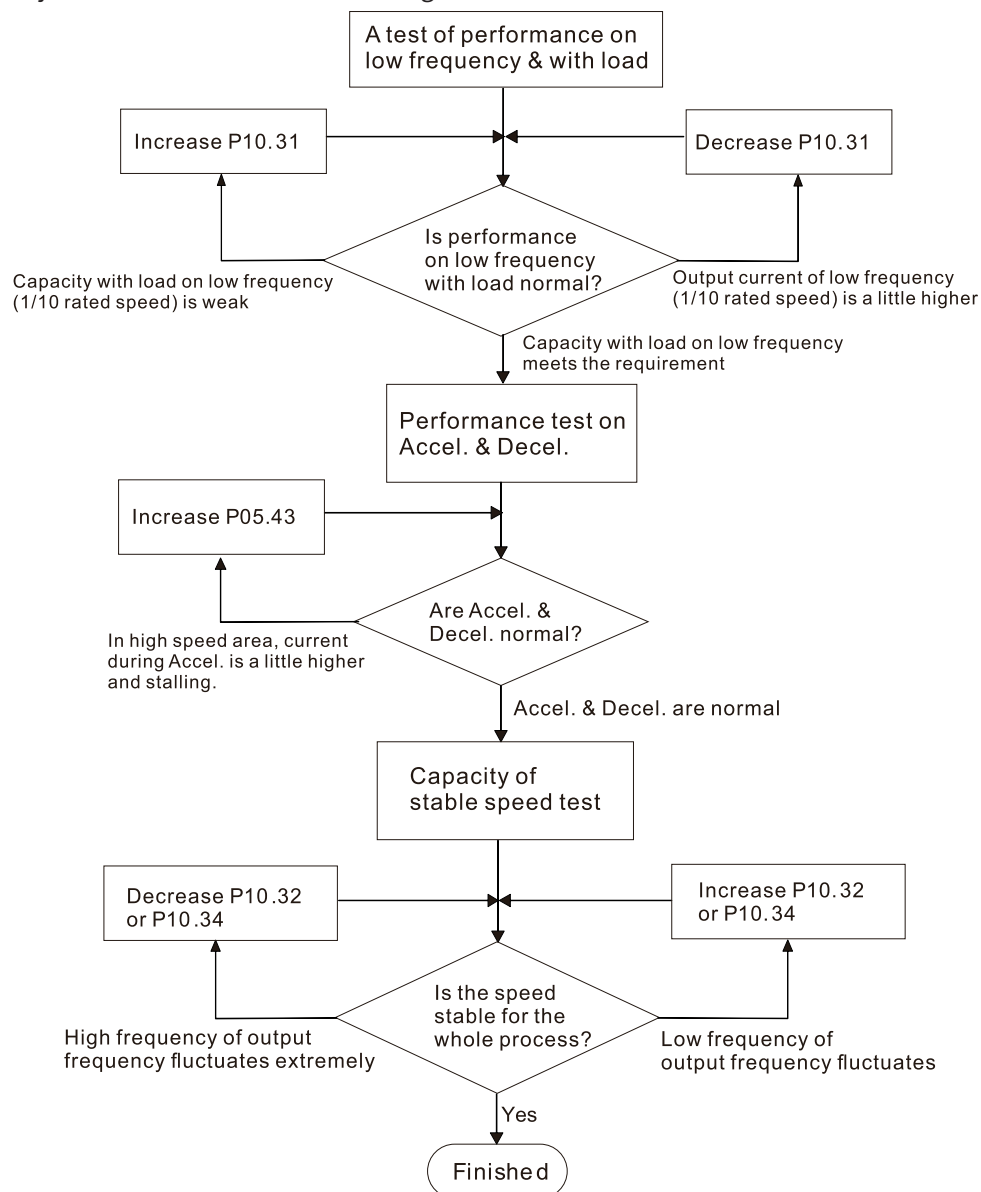 A test of performance on
low frequency & with load
Increase P10.31
Decrease P10.31
Is performance
on low frequency
with load normal?
Capacity with load on low frequency
(1/10 rated speed) is weak
Output current of low frequency
(1/10 rated speed) is a little higher
Capacity with load on low frequency
meets the requirement
Performance test on
Accel. & Decel.
Increase P05.43
Are Accel. &
Decel. normal?
In high speed area, current
during Accel. is a little higher
and stalling.
Accel. & Decel. are normal
Capacity of
stable speed test
Decrease P10.32
or P10.34
Increase P10.32
or P10.34
Is the speed
stable for the
whole process?
High frequency of output
frequency fluctuates extremely
Low frequency of
output frequency fluctuates
Yes
Finished